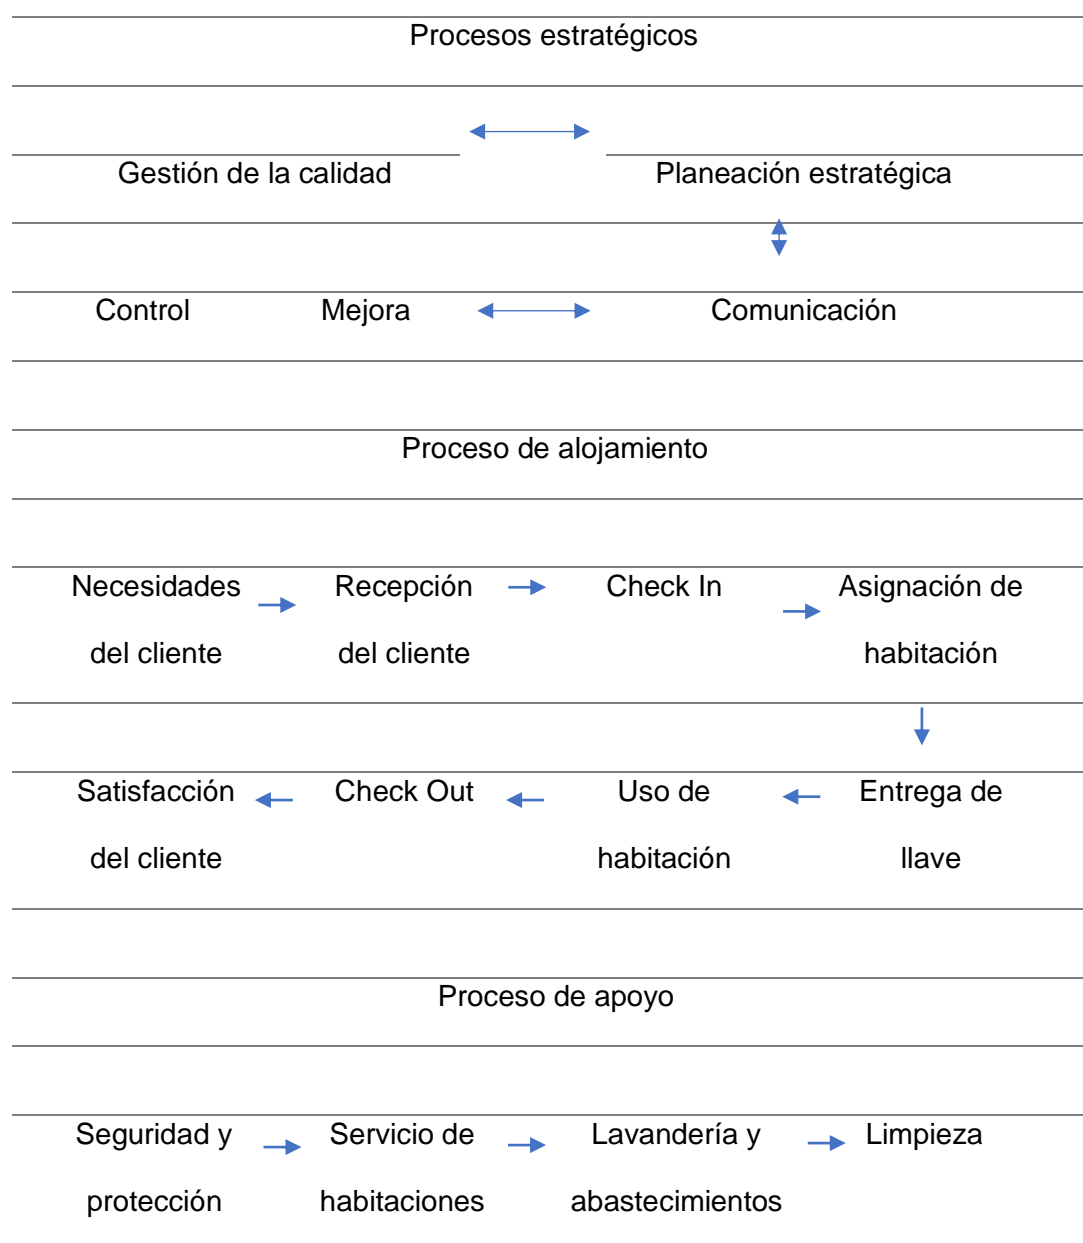 Procesos estratégicos
Gestión de la calidad Planeación estratégica
Control Mejora Comunicación
Proceso de alojamiento
Necesidades Recepción Check In Asignación de
del cliente del cliente habitación
Satisfacción Check Out Uso de Entrega de
del cliente habitación llave
Proceso de apoyo
Seguridad y Servicio de Lavandería y Limpieza
protección habitaciones abastecimientos